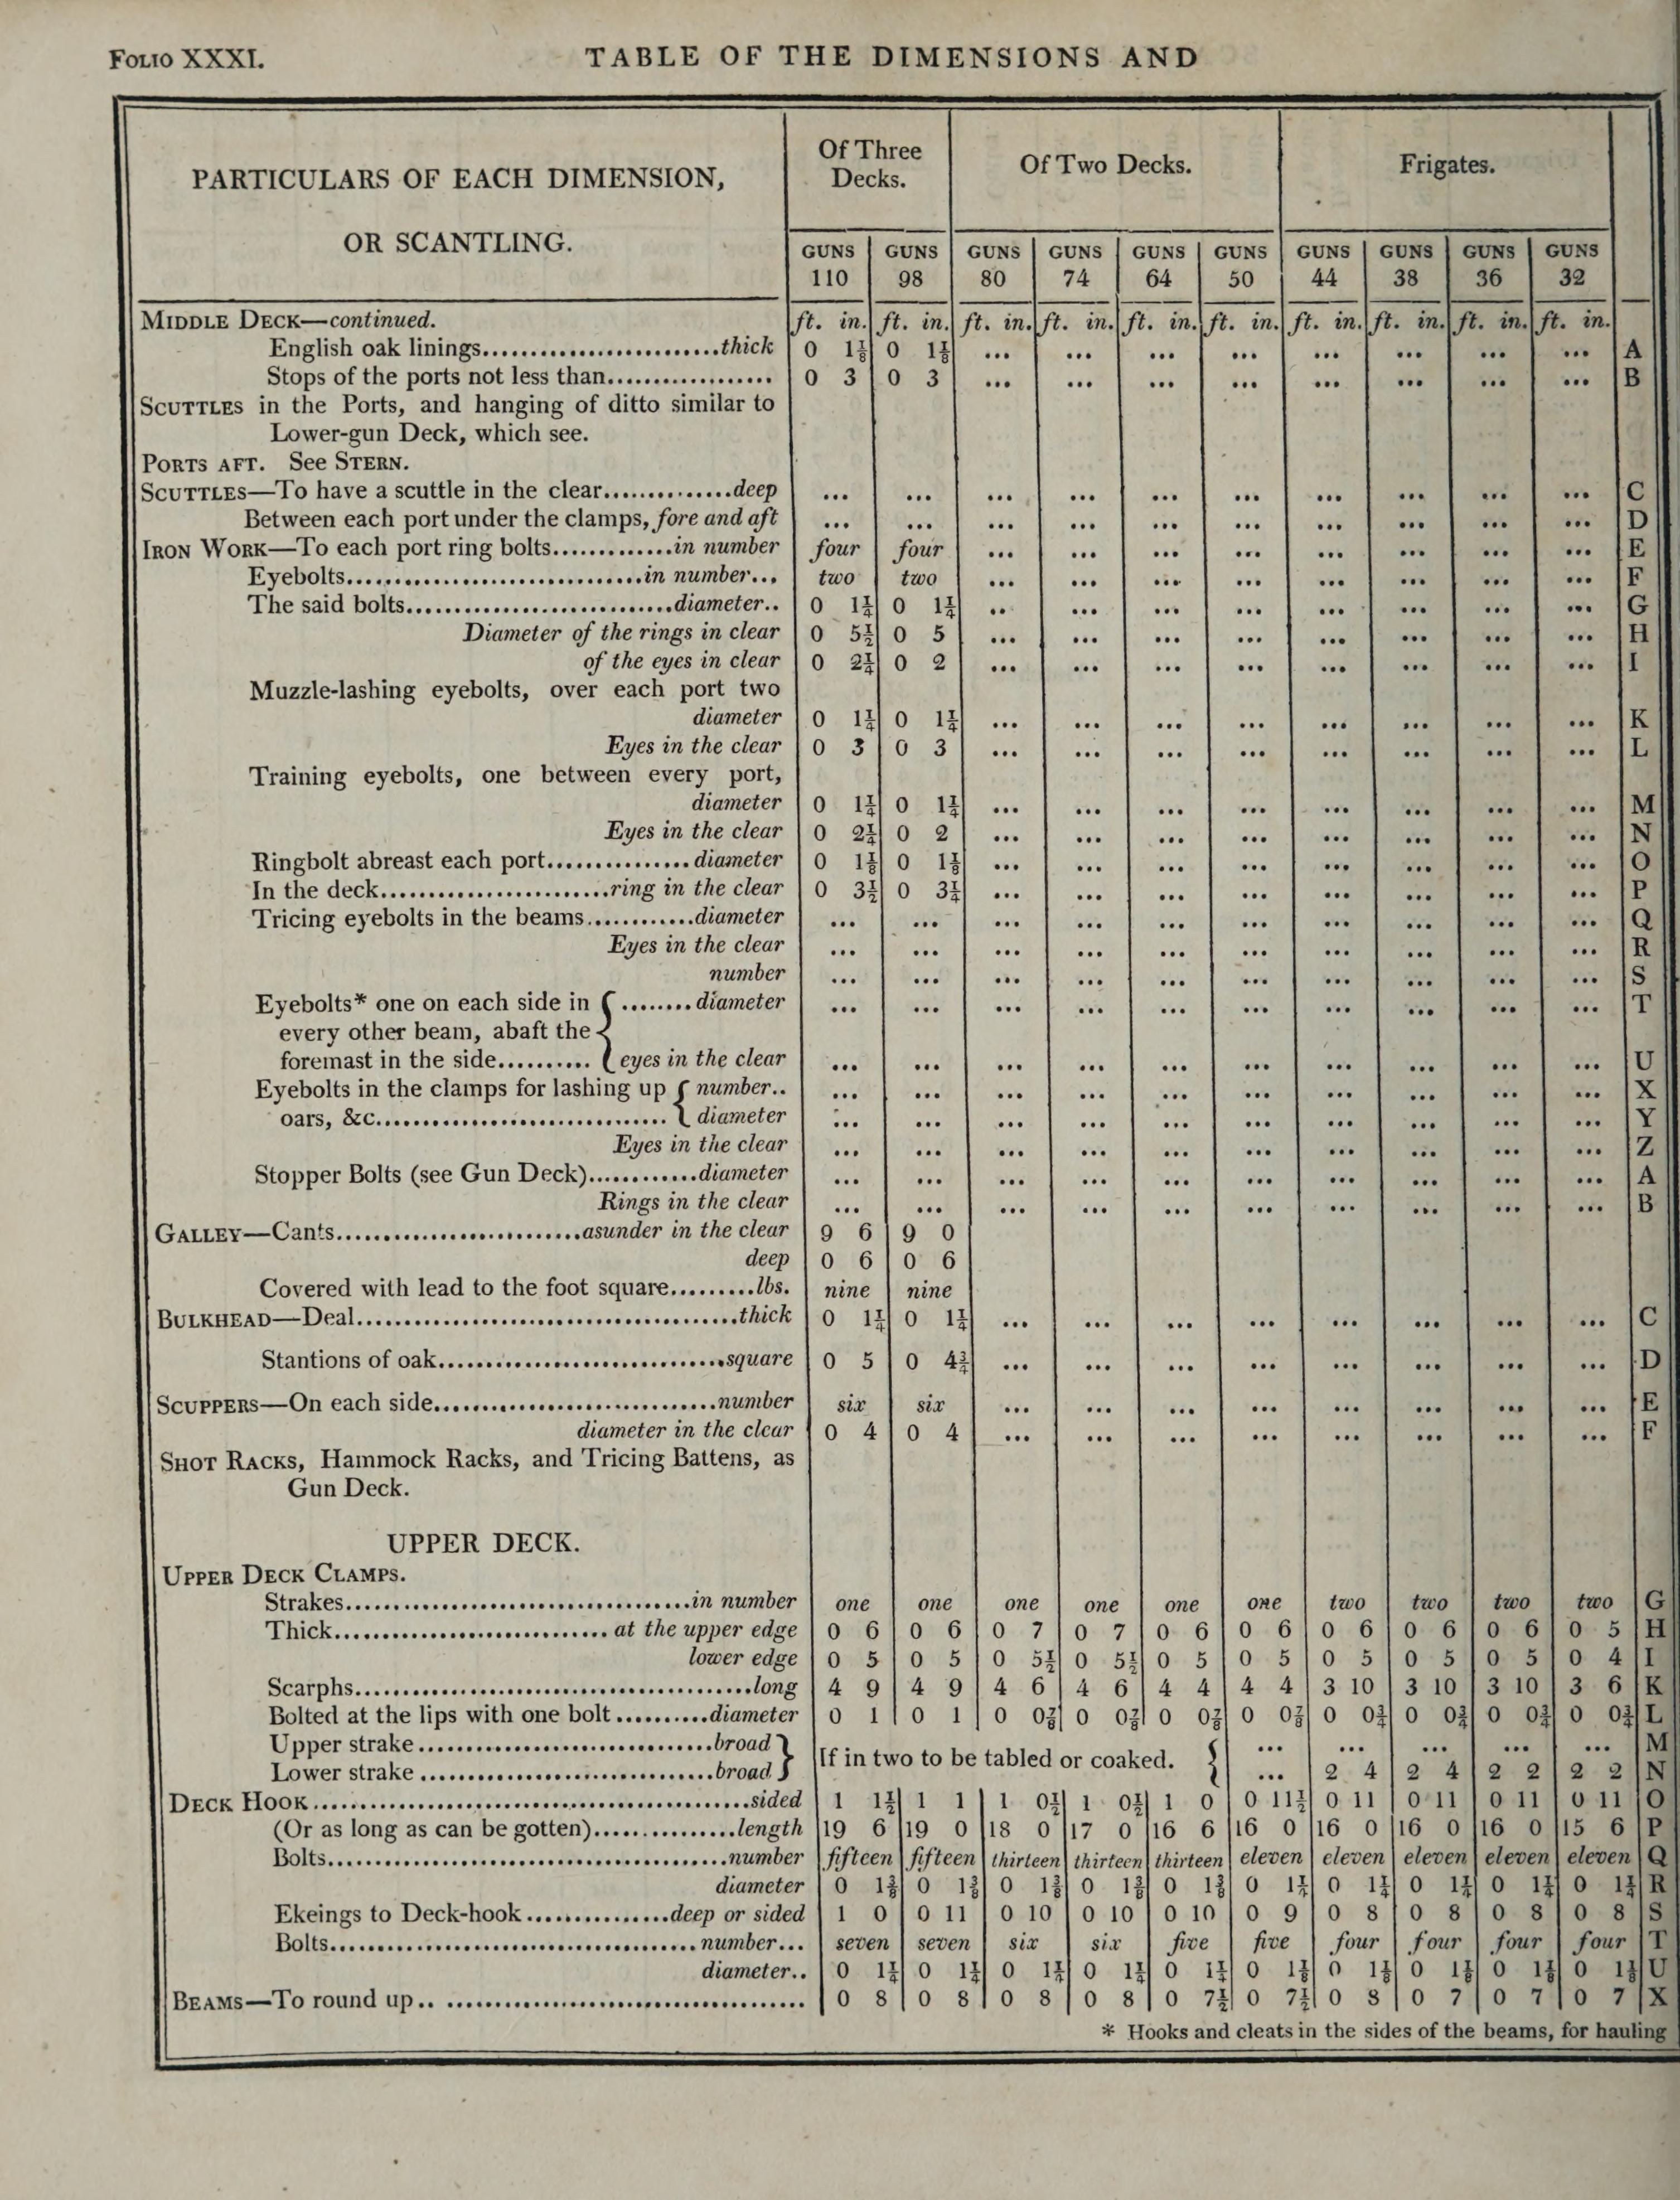 FOLIO XXXI. TABLE OF THE DIMENSIONS AND
PARTICULARS OF EACH DIMENSION,
OR SCANTLING.
Of Three Decks. Of Two Decks. Frigates.
GUNS GUNS GUNS GUNS GUNS GUNS GUNS GUNS GUNS GUNS
110 98 80 74 64 50 44 38 36 32
MIDDLE DECK—continued. ft. in. ft. in. ft. in. ft. in. ft. in. ft. in. ft. in. ft. in. ft. in. ft. in.
English oak linings...thick 0 0 ... ... ... ... ... ... ... ... A
Stops of the ports not less than... 0 3 0 3 ... ... ... ... ... ... ... ... B
SCUTTLES in the Ports, and hanging of ditto similar to
Lower-gun Deck, which see.
PORTS AFT. See STERN.
SCUTTLES—To have a scuttle in the clear...deep ... ... ... ... ... ... ... ... ... ... C
Between each port under the clamps, fore and aft ... ... ... ... ... ... ... ... ... ... D
IRON WORK—To each port ring bolts...in number four four ... ... ... ... ... ... ... ... E
Eyebolts...in number... two two ... ... ... ... ... ... ... ... F
The said bolts...diameter.. 0 1¼ 0 1¼ .. ... ... ... ... ... ... ... G
Diameter of the rings in clear 0 5½ 0 5 ... ... ... ... ... ... ... ... H
of the eyes in clear 0 2¼ 0 2 ... ... ... ... ... ... ... ... I
Muzzle-lashing eyebolts, over each port two
diameter 0 1¼ 0 1¼ ... ... ... ... ... ... ... ... K
Eyes in the clear 0 3 0 3 ... ... ... ... ... ... ... ... L
Training eyebolts, one between every port,
diameter 0 1¼ 0 1¼ ... ... ... ... ... ... ... ... M
Eyes in the clear 0 2¼ 0 2 ... ... ... ... ... ... ... ... N
Ringbolt abreast each port...diameter 0 1⅛ 0 1⅛ ... ... ... ... ... ... ... ... O
In the deck...ring in the clear 0 3½ 0 3¼ ... ... ... ... ... ... ... ... P
Tricing eyebolts in the beams...diameter ... ... ... ... ... ... ... ... ... ... Q
Eyes in the clear ... ... ... ... ... ... ... ... ... ... R
number ... ... ... ... ... ... ... ... ... ... S
Eyebolts* one on each side in { ...diameter ... ... ... ... ... ... ... ... ... ... T
every other beam, abaft the
foremast in the side... eyes in the clear ... ... ... ... ... ... ... ... ... ... U
Eyebolts in the clamps for lashing up { number.. ... ... ... ... ... ... ... ... ... ... X
oars, &c... diameter ... ... ... ... ... ... ... ... ... ... Y
Eyes in the clear ... ... ... ... ... ... ... ... ... ... Z
Stopper Bolts (see Gun Deck)...diameter ... ... ... ... ... ... ... ... ... ... A
Rings in the clear ... ... ... ... ... ... ... ... ... ... B
GALLEY—Cants...asunder in the clear 9 6 9 0
deep 0 6 0 6
Covered with lead to the foot square...lbs. nine nine
BULKHEAD—Deal...thick 0 1¼ 0 1¼ ... ... ... ... ... ... ... ... C
Stantions of oak...square 0 5 0 4¾ ... ... ... ... ... ... ... ... D
SCUPPERS—On each side...number six six ... ... ... ... ... ... ... ... E
diameter in the clear 0 4 0 4 ... ... ... ... ... ... ... ... F
SHOT RACKS, Hammock Racks, and Tricing Battens, as
Gun Deck.
UPPER DECK.
UPPER DECK CLAMPS.
Strakes...in number one one one one one one two two two two G
Thick...at the upper edge 0 6 0 6 0 7 0 7 0 6 0 6 0 6 0 6 0 6 0 5 H
lower edge 0 5 0 5 0 5½ 0 5½ 0 5 0 5 0 5 0 5 0 5 0 4 I
Scarphs...long 4 9 4 9 4 6 4 6 4 4 4 4 3 10 3 10 3 10 3 6 K
Bolted at the lips with one bolt...diameter 0 1 0 1 0 0⅞ 0 0⅞ 0 0⅞ 0 0⅞ 0 0¾ 0 0¾ 0 0¾ 0 0¾ L
Upper strake...broad } If in two to be tabled or coaked. { ... ... ... ... ... M
Lower strake...broad ... 2 4 2 4 2 2 2 2 N
DECK HOOK...sided 1 1½ 1 1 1 0½ 1 0½ 1 0 0 11½ 0 11 0 11 0 11 0 11 O
(Or as long as can be gotten)...length 19 6 19 0 18 0 17 0 16 6 16 0 16 0 16 0 16 0 15 6 P
Bolts...number fifteen fifteen thirteen thirteen thirteen eleven eleven eleven eleven eleven Q
diameter 0 1⅜ 0 1⅜ 0 1⅜ 0 1⅜ 0 1⅜ 0 1¼ 0 1¼ 0 1¼ 0 1¼ 0 1¼ R
Ekeings to Deck-hook...deep or sided 1 0 0 11 0 10 0 10 0 10 0 9 0 8 0 8 0 8 0 8 S
Bolts...number... seven seven six six five five four four four four T
diameter.. 0 1¼ 0 1¼ 0 1¼ 0 1¼ 0 1¼ 0 1⅛ 0 1⅛ 0 1⅛ 0 1⅛ 0 1⅛ U
BEAMS—To round up.. ... 0 8 0 8 0 8 0 8 0 7½ 0 7½ 0 8 0 7 0 7 0 7 X
* Hooks and cleats in the sides of the beams, for hauling